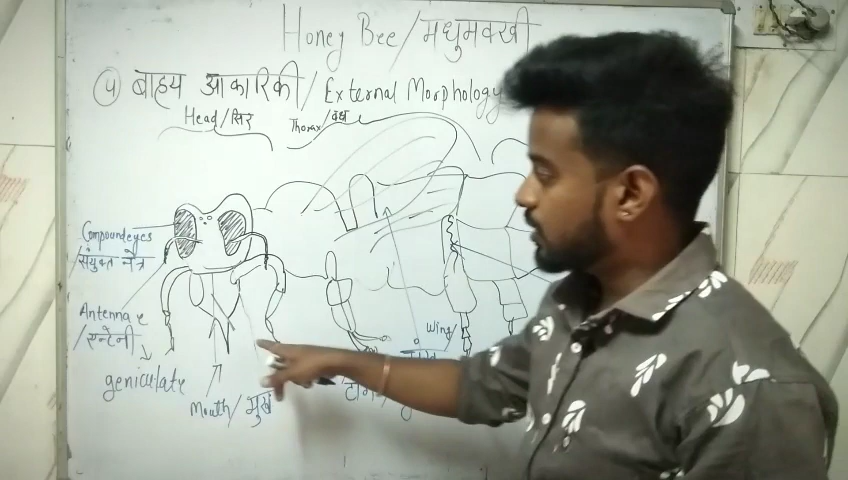 Honey Bee/मधुमक्खी
4 बाह्य आकारिकी/External Morphology
Head/सिर
Thorax/वक्ष
Compound eyes
/संयुक्त नेत्र
Antennae
/एन्टेनी
geniculate
Mouth/मुख
Wing/